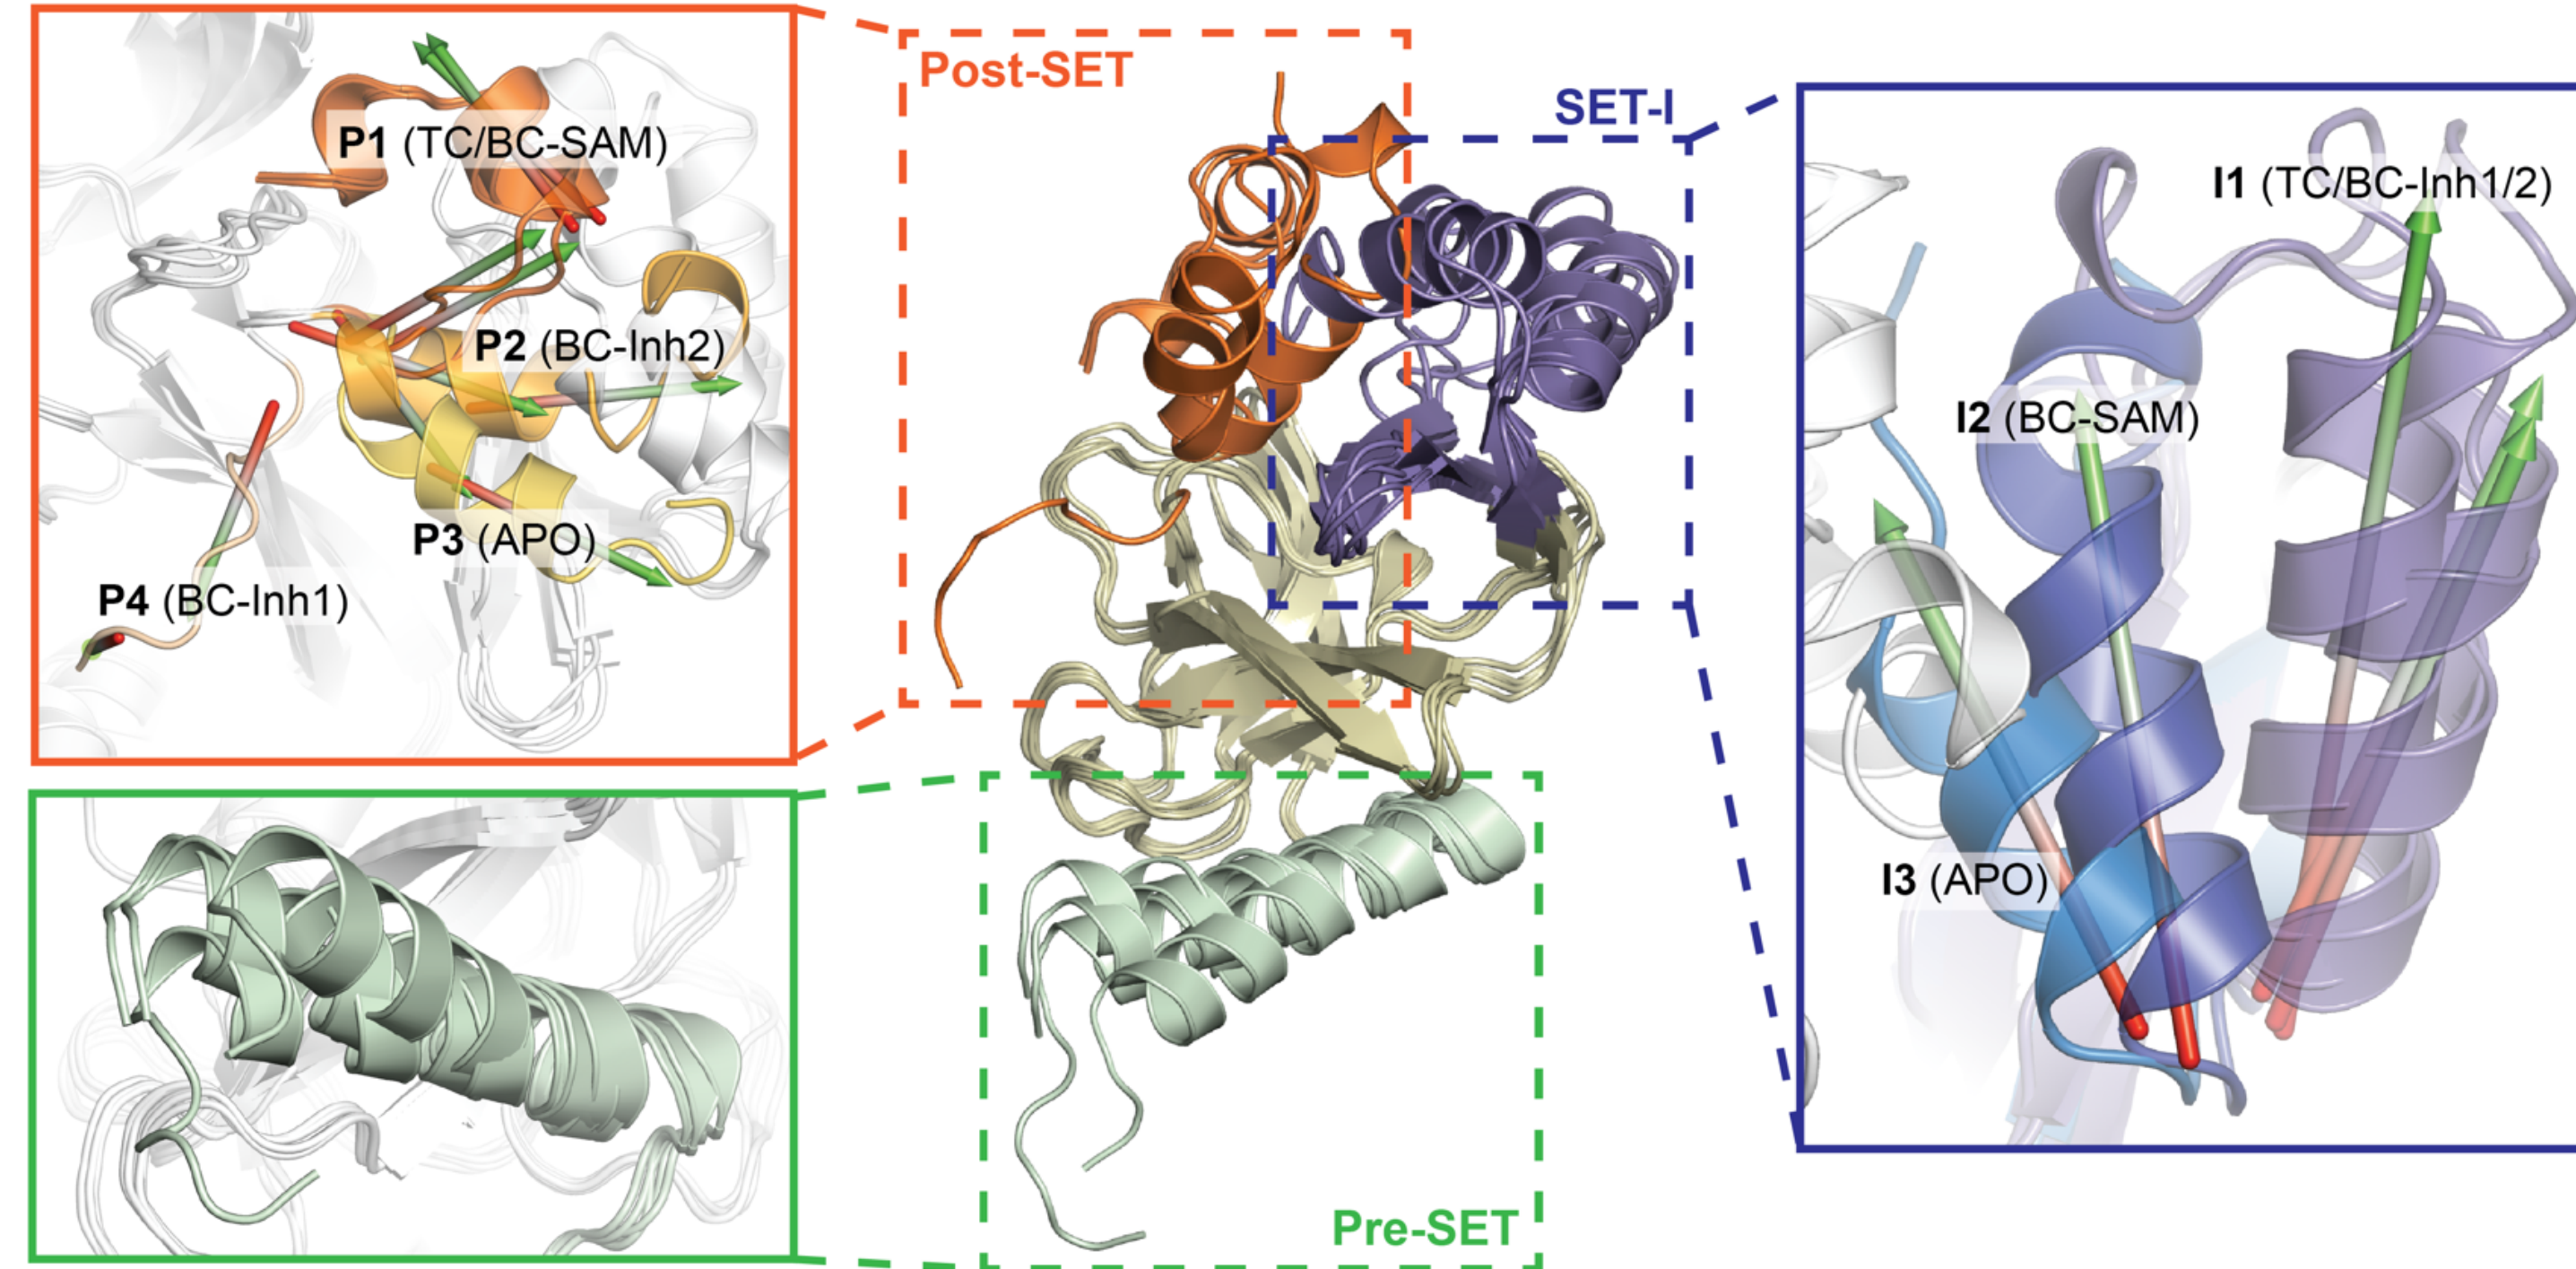 Post-SET
SET-I
P1 (TC/BC-SAM)
P2 (BC-Inh2)
P3 (APO)
P4 (BC-Inh1)
I1 (TC/BC-Inh1/2)
I2 (BC-SAM)
I3 (APO)
Pre-SET